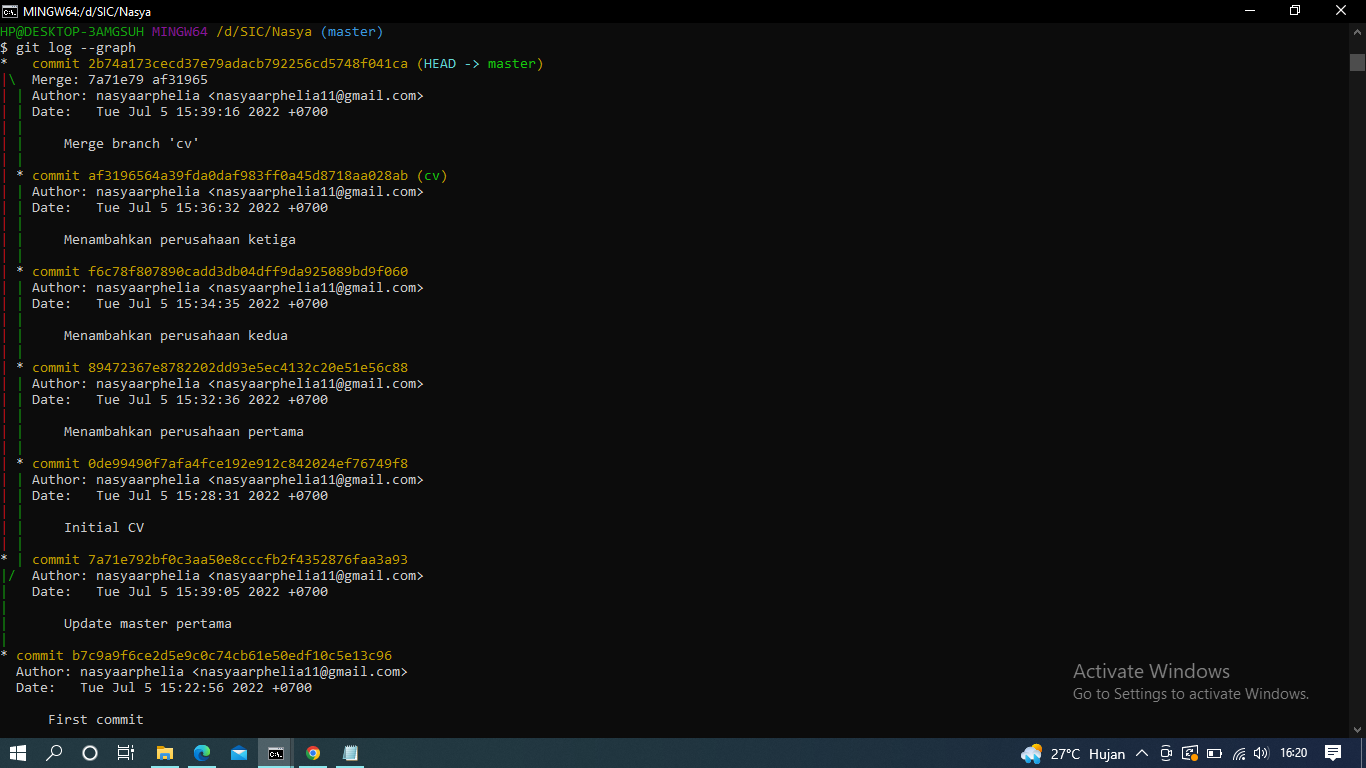 MINGW64:/d/SIC/Nasya
HP@DESKTOP-3AMGSUH MINGW64 /d/SIC/Nasya (master)
$ git log --graph
*   commit 2b74a173cecd37e79adacb792256cd5748f041ca (HEAD -> master)
|\  Merge: 7a71e79 af31965
| | Author: nasyaarphelia <nasyaarphelia11@gmail.com>
| | Date:   Tue Jul 5 15:39:16 2022 +0700
| |
| |     Merge branch 'cv'
| |
| * commit af3196564a39fda0daf983ff0a45d8718aa028ab (cv)
| | Author: nasyaarphelia <nasyaarphelia11@gmail.com>
| | Date:   Tue Jul 5 15:36:32 2022 +0700
| |
| |     Menambahkan perusahaan ketiga
| |
| * commit f6c78f807890cadd3db04dff9da925089bd9f060
| | Author: nasyaarphelia <nasyaarphelia11@gmail.com>
| | Date:   Tue Jul 5 15:34:35 2022 +0700
| |
| |     Menambahkan perusahaan kedua
| |
| * commit 89472367e8782202dd93e5ec4132c20e51e56c88
| | Author: nasyaarphelia <nasyaarphelia11@gmail.com>
| | Date:   Tue Jul 5 15:32:36 2022 +0700
| |
| |     Menambahkan perusahaan pertama
| |
| * commit 0de99490f7afa4fce192e912c842024ef76749f8
| | Author: nasyaarphelia <nasyaarphelia11@gmail.com>
| | Date:   Tue Jul 5 15:28:31 2022 +0700
| |
| |     Initial CV
| |
* | commit 7a71e792bf0c3aa50e8cccfb2f4352876faa3a93
|/  Author: nasyaarphelia <nasyaarphelia11@gmail.com>
|   Date:   Tue Jul 5 15:39:05 2022 +0700
|
|       Update master pertama
|
* commit b7c9a9f6ce2d5e9c0c74cb61e50edf10c5e13c96
  Author: nasyaarphelia <nasyaarphelia11@gmail.com>
  Date:   Tue Jul 5 15:22:56 2022 +0700

      First commit
Activate Windows
Go to Settings to activate Windows.
27°C Hujan
16:20